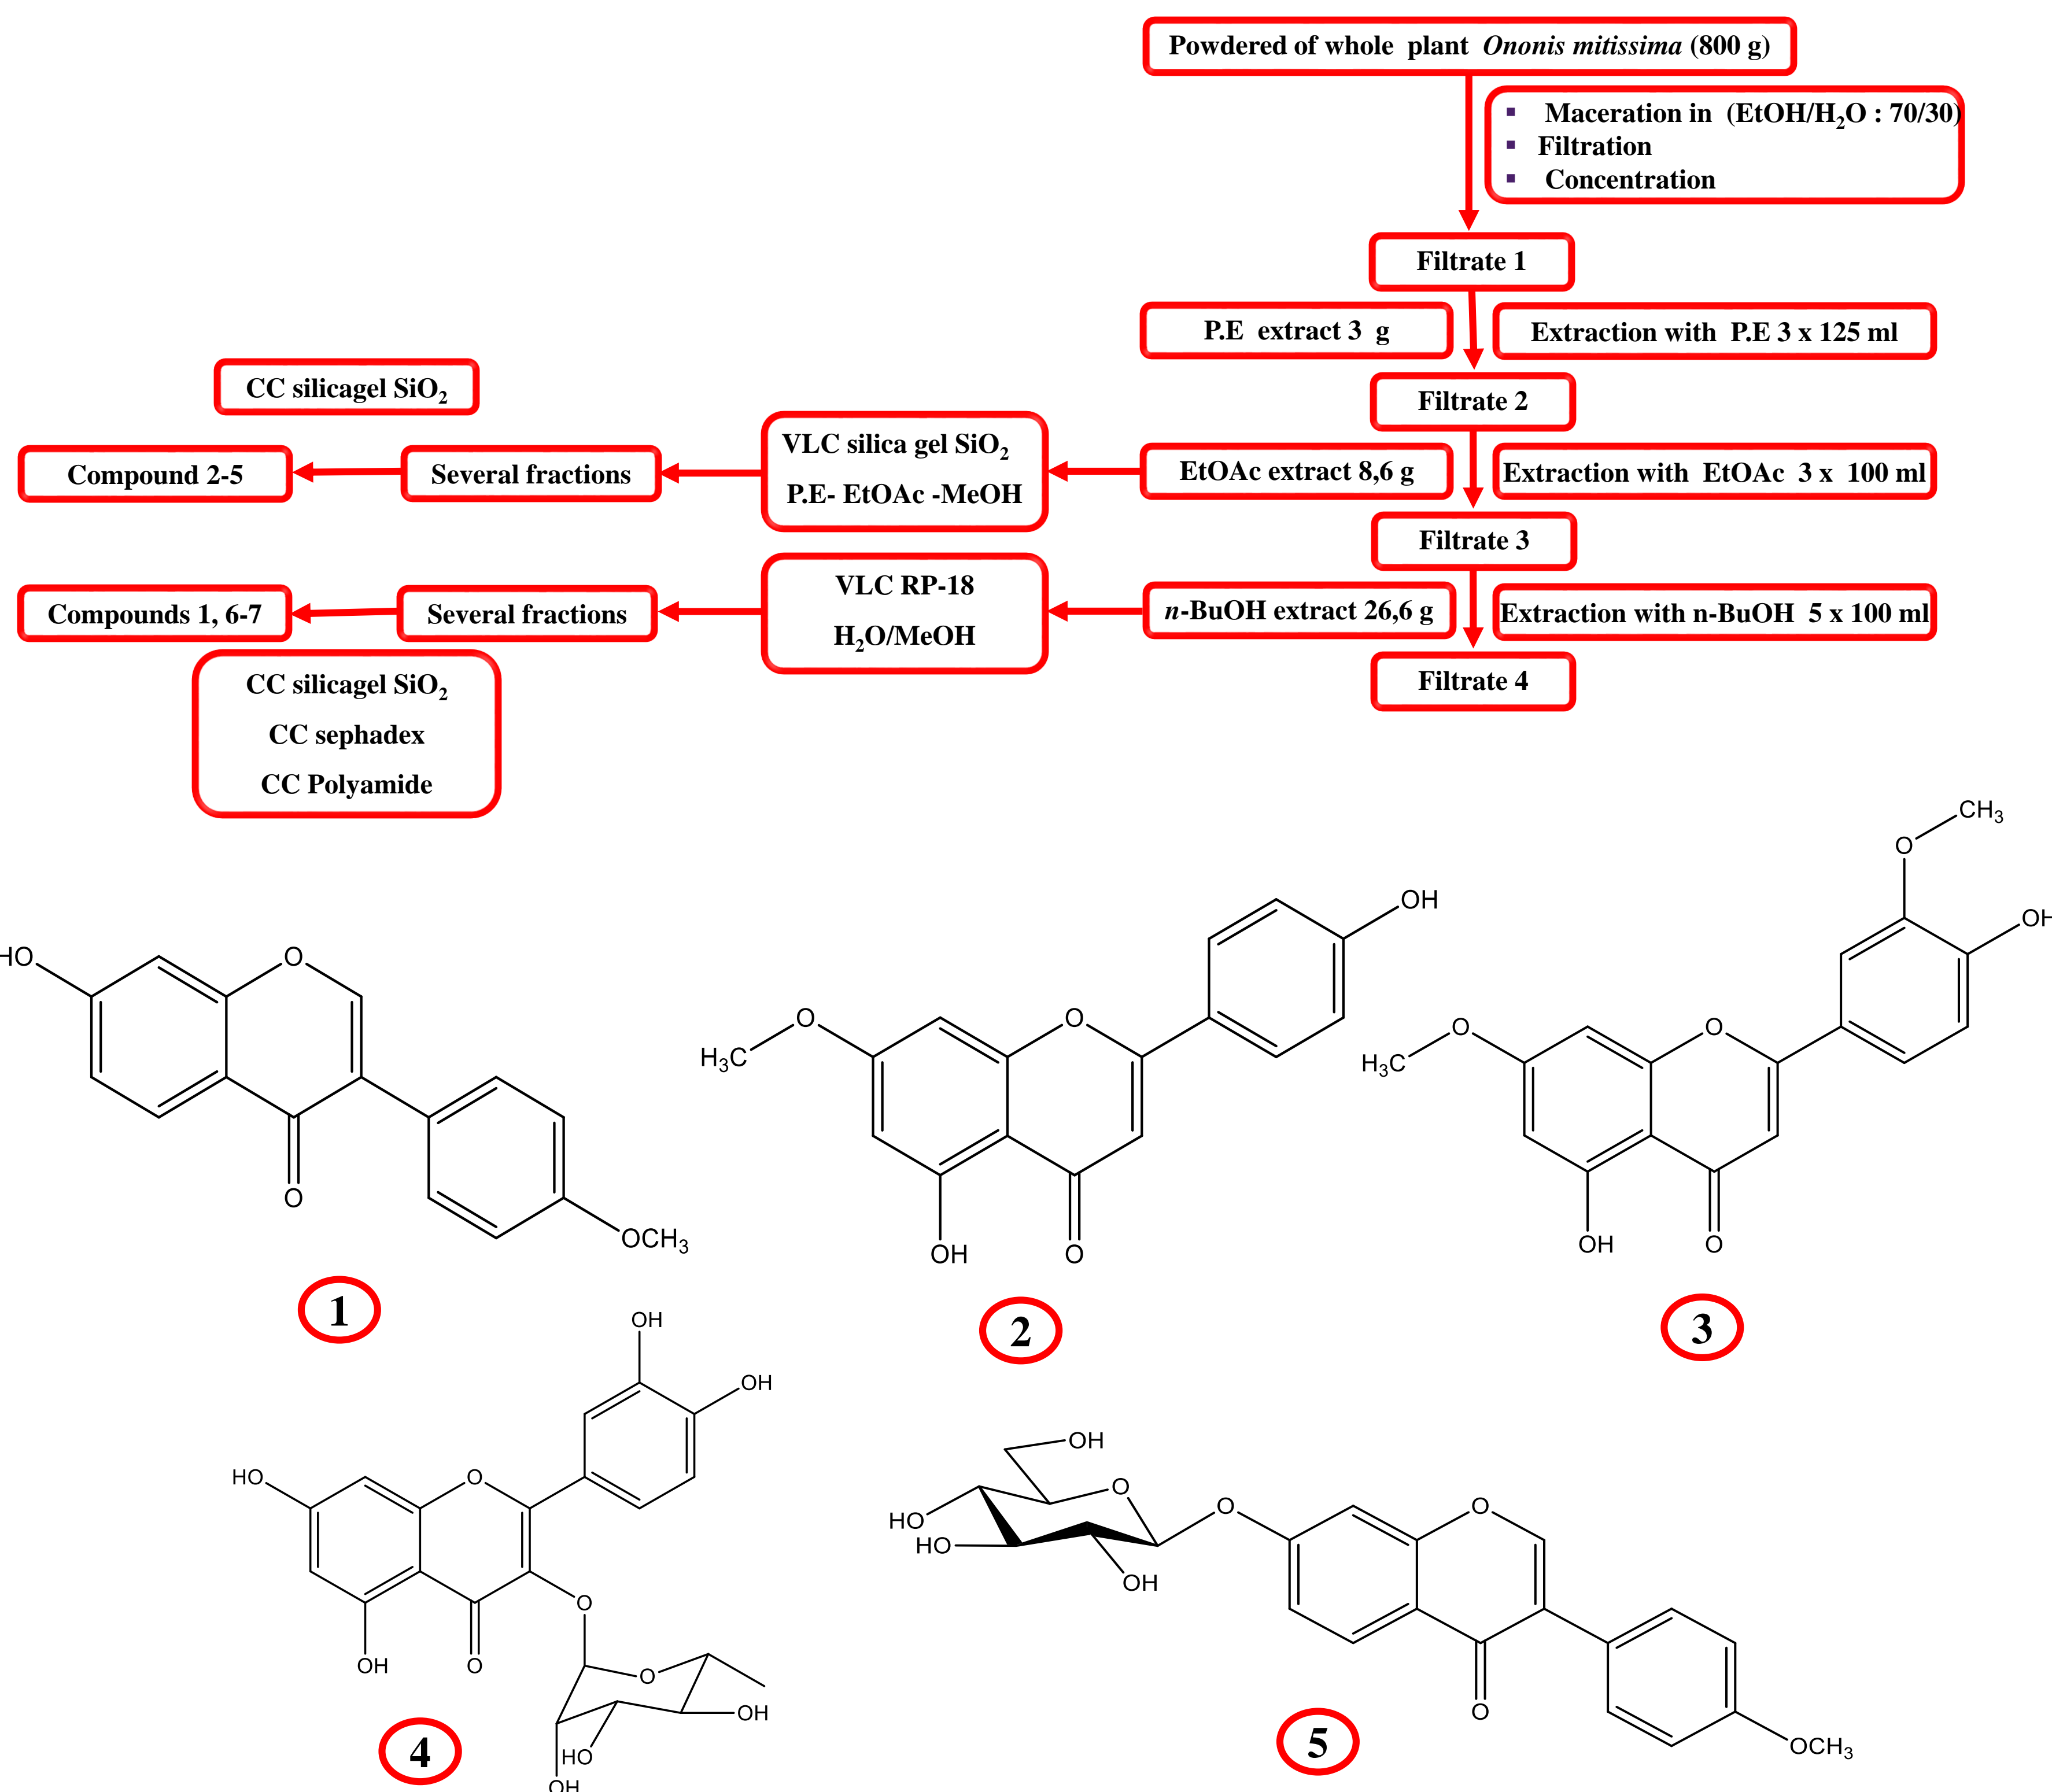 Powdered of whole plant Ononis mitissima (800 g)
▪ Maceration in (EtOH/H₂O : 70/30)
▪ Filtration
▪ Concentration
Filtrate 1
P.E extract 3 g
Extraction with P.E 3 x 125 ml
Filtrate 2
CC silicagel SiO₂
Compound 2-5
Several fractions
VLC silica gel SiO₂
P.E- EtOAc -MeOH
EtOAc extract 8,6 g
Extraction with EtOAc 3 x 100 ml
Filtrate 3
Compounds 1, 6-7
Several fractions
VLC RP-18
H₂O/MeOH
n-BuOH extract 26,6 g
Extraction with n-BuOH 5 x 100 ml
Filtrate 4
CC silicagel SiO₂
CC sephadex
CC Polyamide
HO
O
O
OCH₃
1
OH
O
O
H₃C
OH
O
2
CH₃
O
OH
O
O
H₃C
OH
O
3
OH
OH
HO
O
O
OH
O
O
OH
HO
OH
4
OH
O
O
O
HO
HO
OH
O
OCH₃
5